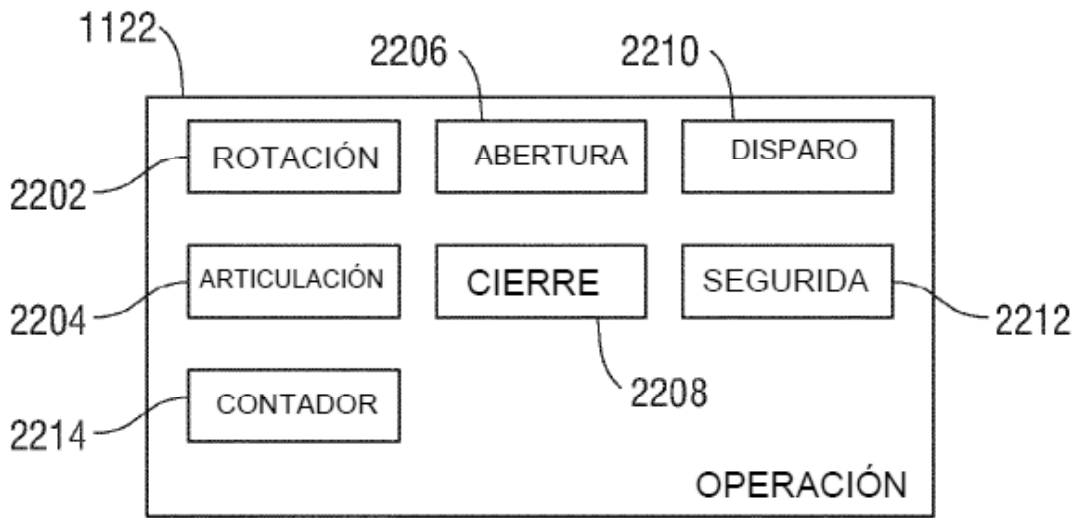 1122
2206
2210
ROTACIÓN
ABERTURA
DISPARO
2202
ARTICULACIÓN
CIERRE
SEGURIDA
2204
2212
CONTADOR
2208
2214
OPERACIÓN